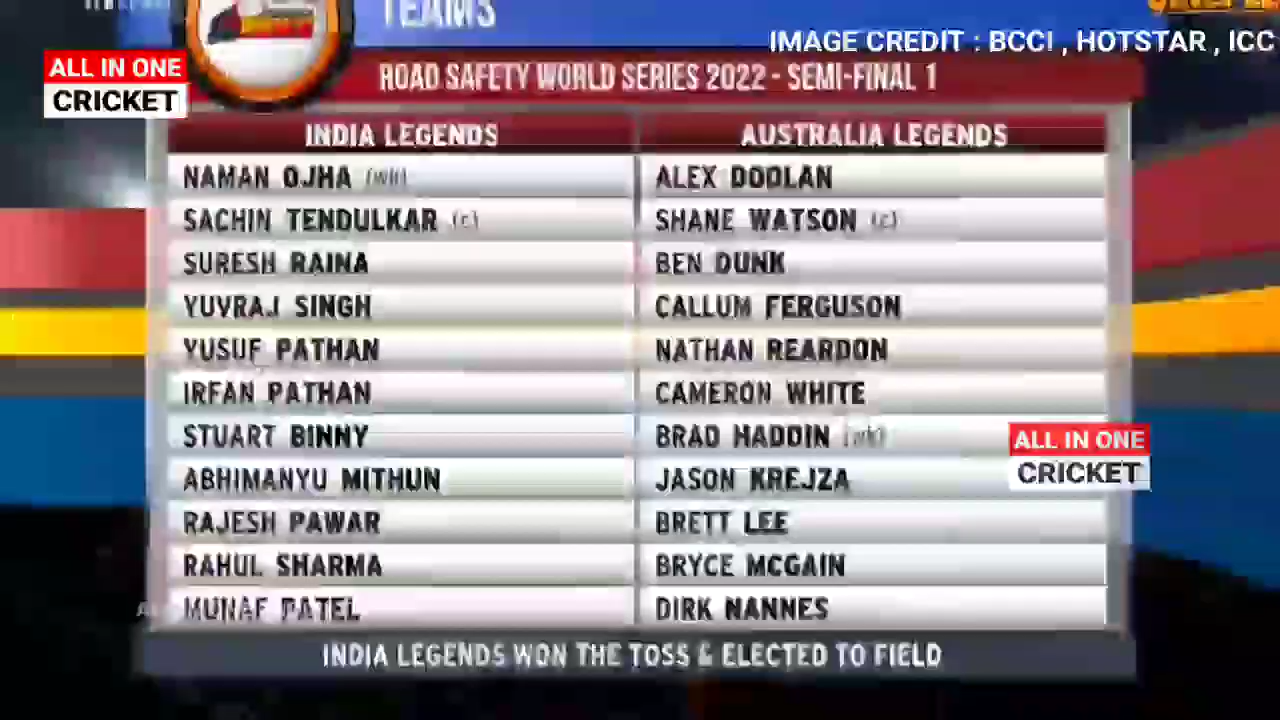 TEAMS
IMAGE CREDIT : BCCI , HOTSTAR , ICC
ALL IN ONE
CRICKET
ROAD SAFETY WORLD SERIES 2022 - SEMI-FINAL 1
INDIA LEGENDS AUSTRALIA LEGENDS
NAMAN OJHA (wk) ALEX DOOLAN
SACHIN TENDULKAR (c) SHANE WATSON (c)
SURESH RAINA BEN DUNK
YUVRAJ SINGH CALLUM FERGUSON
YUSUF PATHAN NATHAN REARDON
IRFAN PATHAN CAMERON WHITE
STUART BINNY BRAD HADDIN (wk)
ALL IN ONE
CRICKET
ABHIMANYU MITHUN JASON KREJZA
RAJESH PAWAR BRETT LEE
RAHUL SHARMA BRYCE MCGAIN
MUNAF PATEL DIRK NANNES
INDIA LEGENDS WON THE TOSS & ELECTED TO FIELD